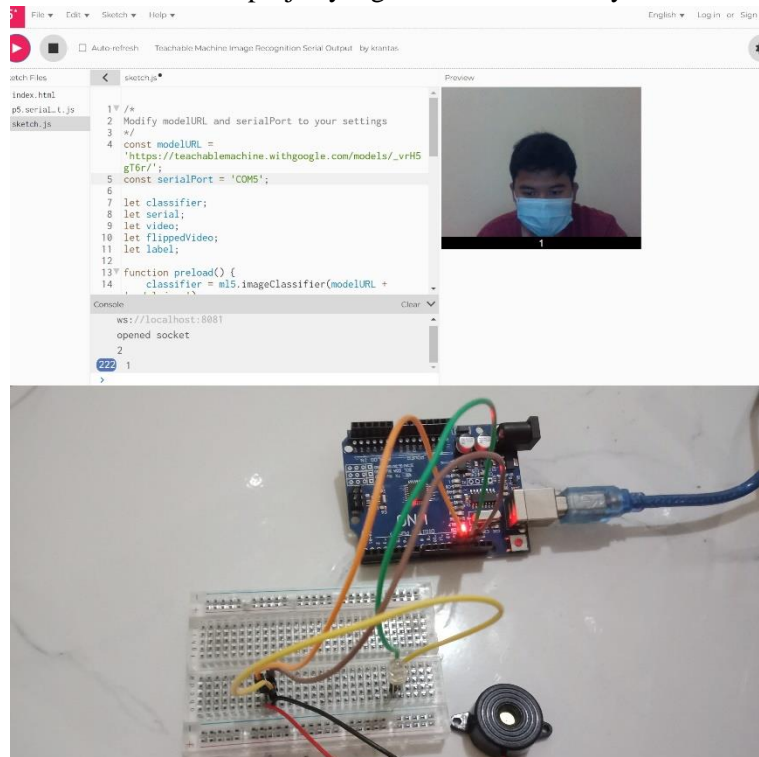 File Edit Sketch Help English Log in or Sign
Auto-refresh Teachable Machine Image Recognition Serial Output by krantas
sketch.js
Preview
index.html
p5.serial...t.js
sketch.js
1 /*
2 Modify modelURL and serialPort to your settings
3 */
4 const modelURL =
'https://teachablemachine.withgoogle.com/models/_vrH5
gT6r/';
5 const serialPort = 'COM5';
6
7 let classifier;
8 let serial;
9 let video;
10 let flippedVideo;
11 let label;
12
13 function preload() {
14 classifier = ml5.imageClassifier(modelURL +
1
Console Clear
ws://localhost:8081
opened socket
2
222 1
>
UNO